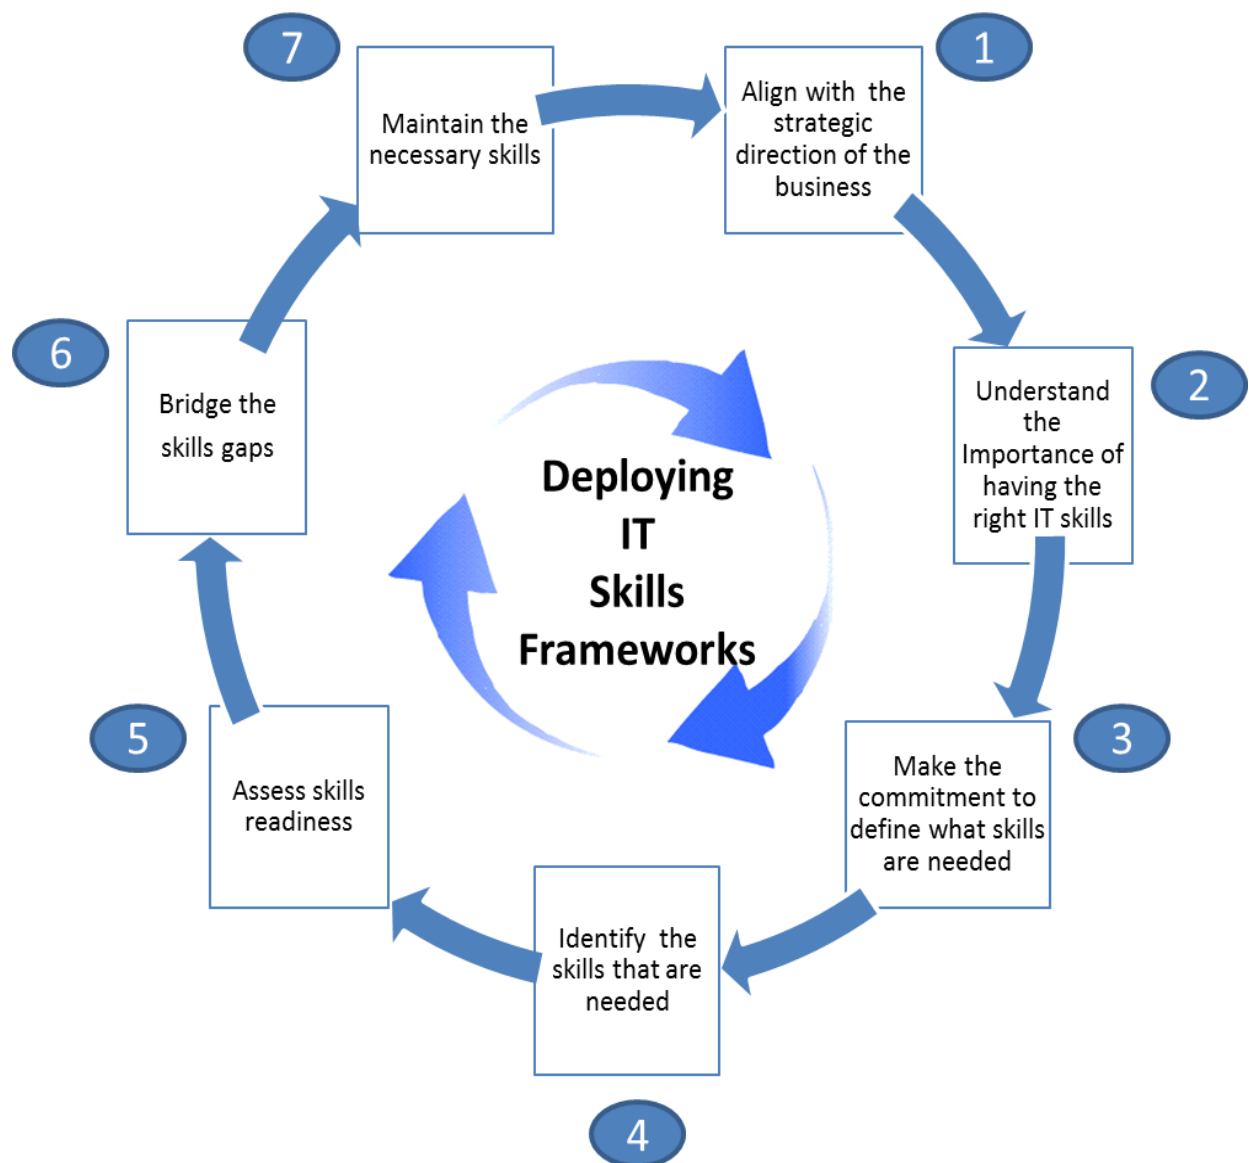 7
Maintain the
necessary skills
1
Align with the
strategic
direction of the
business
2
Understand
the
Importance of
having the
right IT skills
3
Make the
commitment to
define what skills
are needed
4
Identify the
skills that are
needed
5
Assess skills
readiness
6
Bridge the
skills gaps
Deploying
IT
Skills
Frameworks